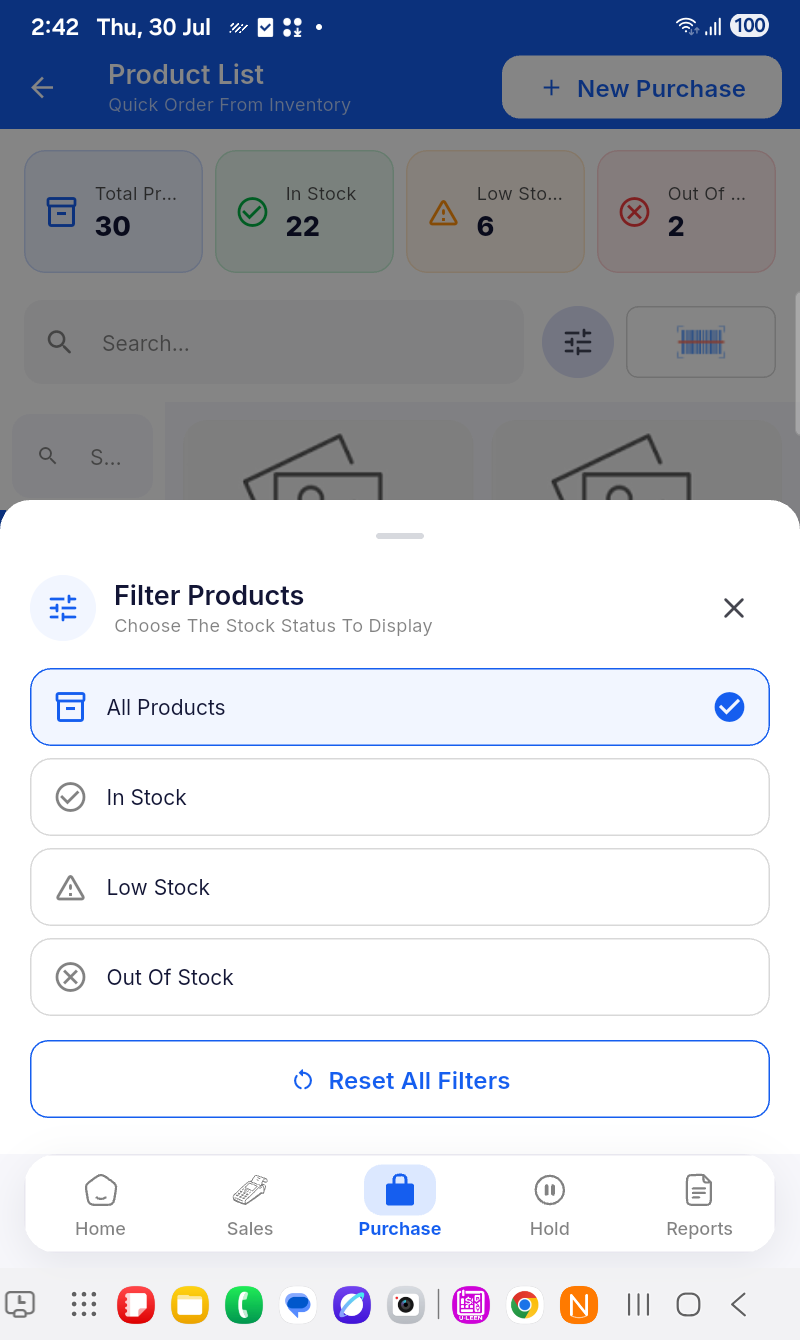 2:42 Thu, 30 Jul
100
Product List
Quick Order From Inventory
+ New Purchase
Total Pr...
30
In Stock
22
Low Sto...
6
Out Of ...
2
Search...
S...
Filter Products
Choose The Stock Status To Display
All Products
In Stock
Low Stock
Out Of Stock
Reset All Filters
Home
Sales
Purchase
Hold
Reports
U-LEEN